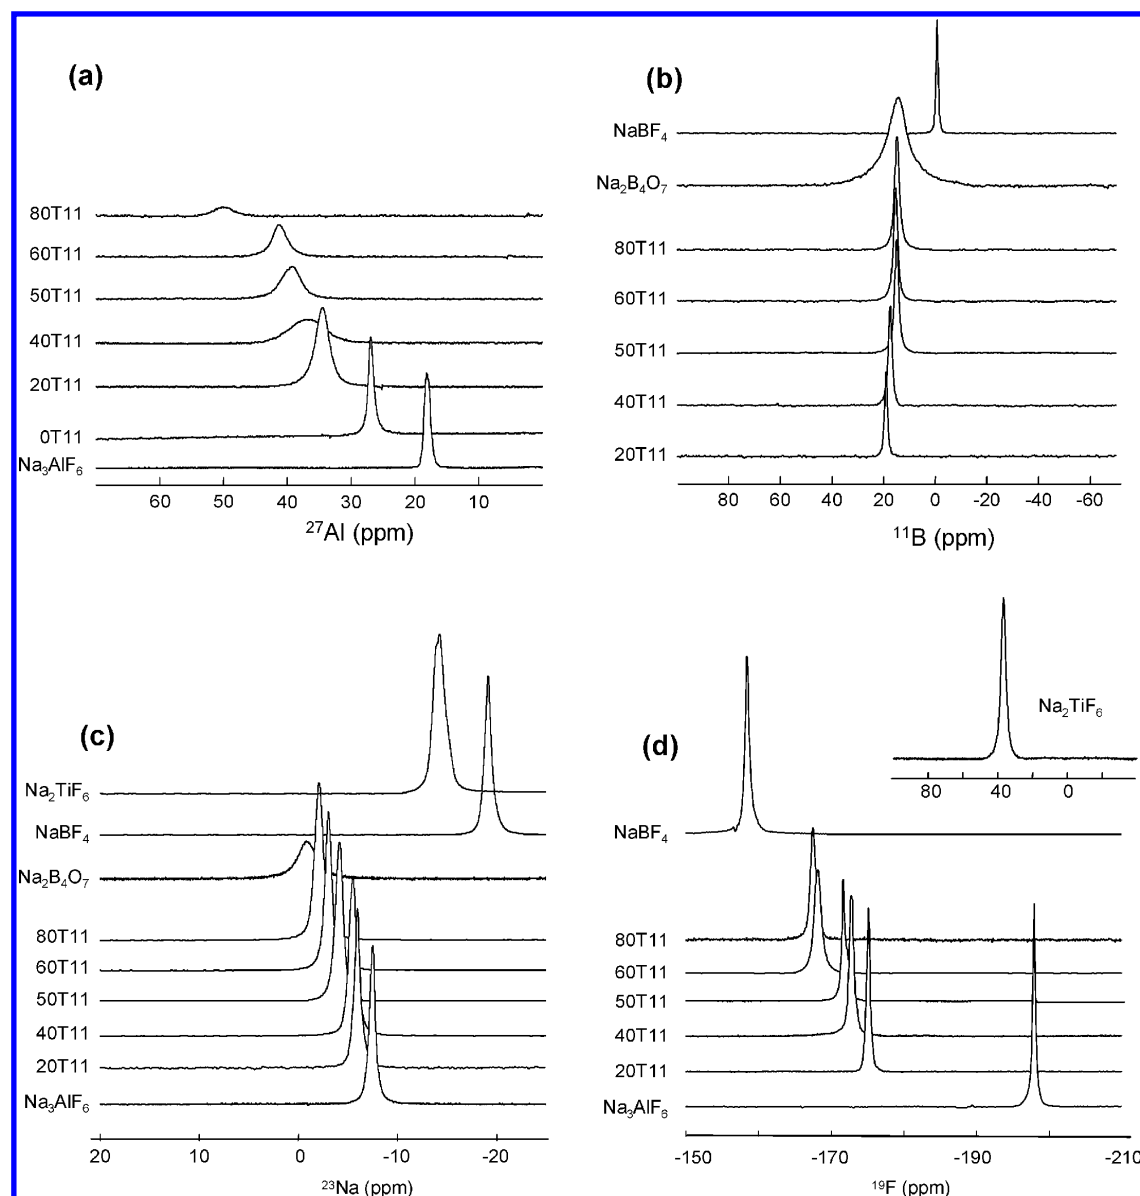 (a)
80T11
60T11
50T11
40T11
20T11
0T11
Na₃AlF₆
60 50 40 30 20 10
²⁷Al (ppm)
(b)
NaBF₄
Na₂B₄O₇
80T11
60T11
50T11
40T11
20T11
80 60 40 20 0 -20 -40 -60
¹¹B (ppm)
(c)
Na₂TiF₆
NaBF₄
Na₂B₄O₇
80T11
60T11
50T11
40T11
20T11
Na₃AlF₆
20 10 0 -10 -20
²³Na (ppm)
(d)
Na₂TiF₆
80 40 0
NaBF₄
80T11
60T11
50T11
40T11
20T11
Na₃AlF₆
-150 -170 -190 -210
¹⁹F (ppm)